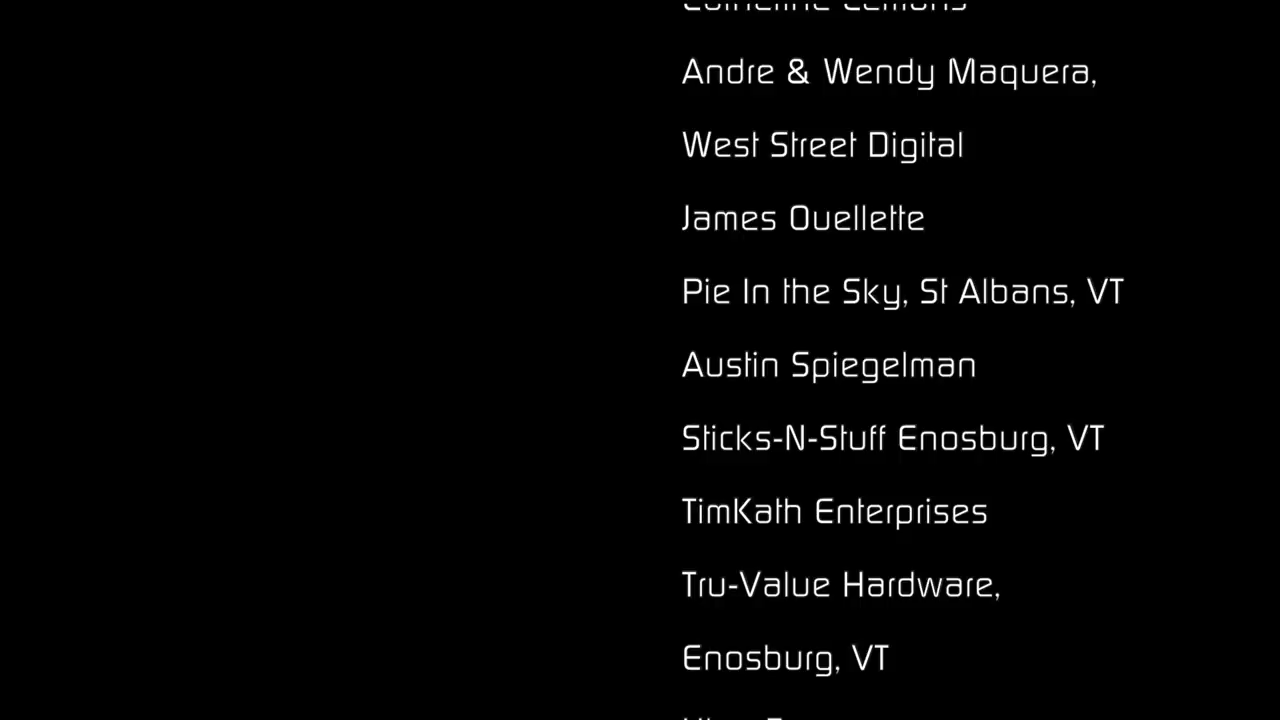 Andre & Wendy Maquera,
West Street Digital
James Ouellette
Pie In the Sky, St Albans, VT
Austin Spiegelman
Sticks-N-Stuff Enosburg, VT
TimKath Enterprises
Tru-Value Hardware,
Enosburg, VT